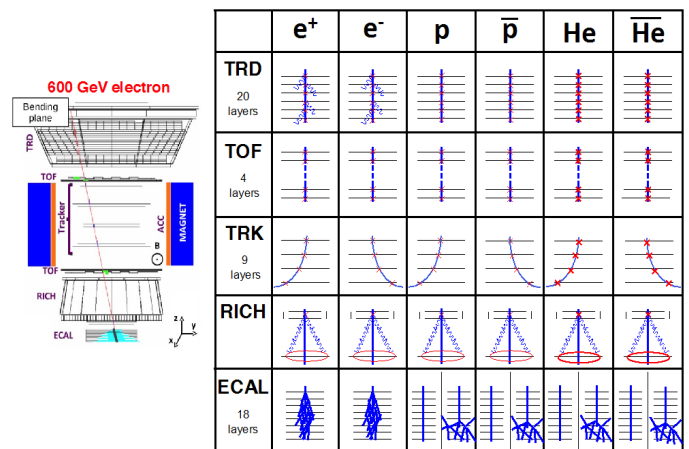 600 GeV electron
Bending
plane
TRD
TOF
Tracker
ACC
MAGNET
B
TOF
RICH
ECAL
z
y
x
e⁺ e⁻ p p̅ He H̅e̅
TRD
20
layers
TOF
4
layers
TRK
9
layers
RICH
ECAL
18
layers